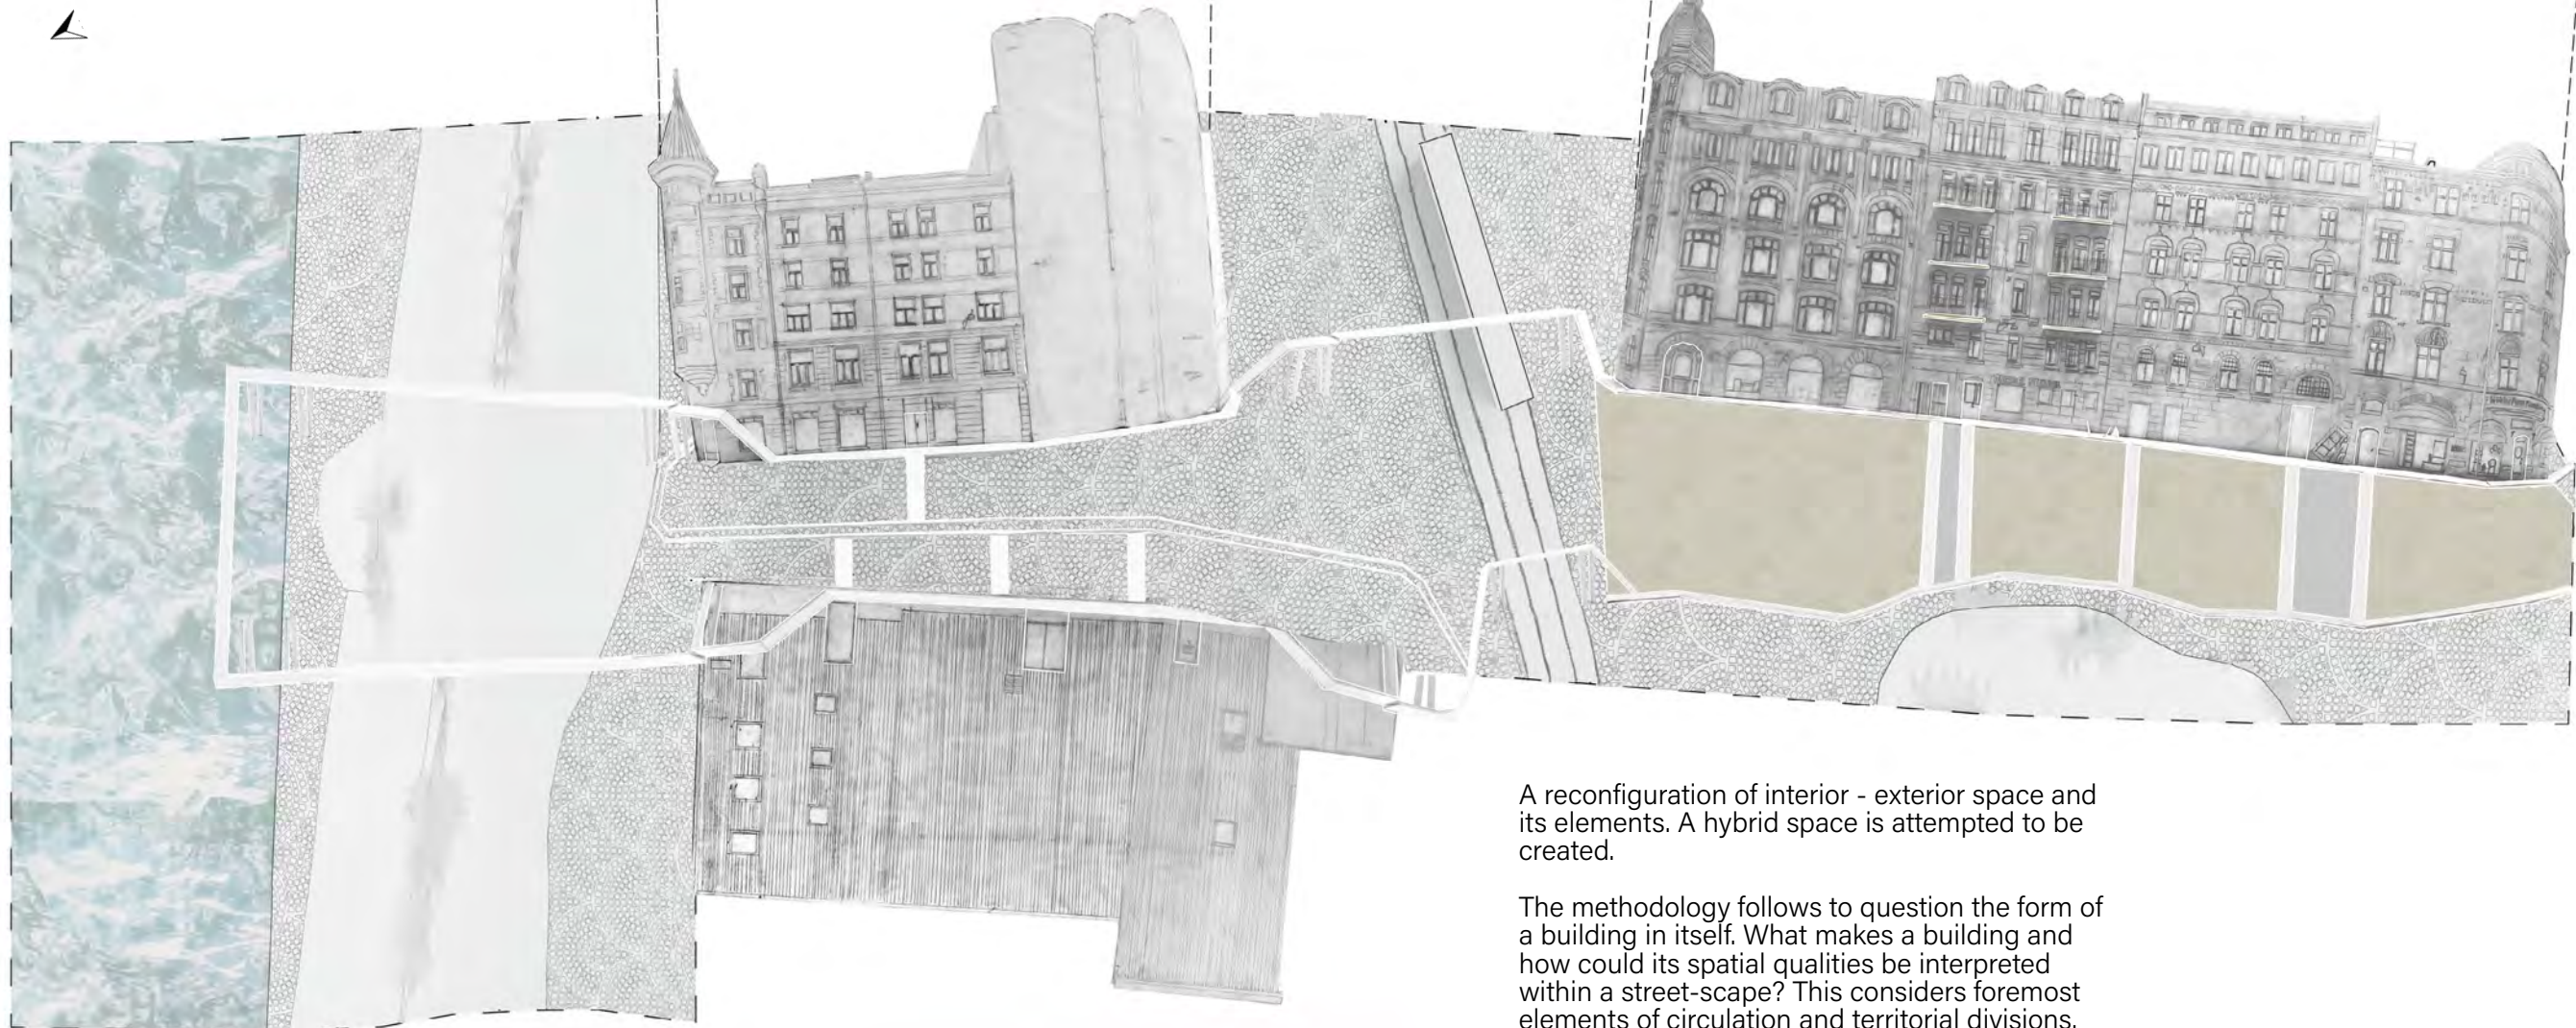 A reconfiguration of interior - exterior space and
its elements. A hybrid space is attempted to be
created.
The methodology follows to question the form of
a building in itself. What makes a building and
how could its spatial qualities be interpreted
within a street-scape? This considers foremost
elements of circulation and territorial divisions.